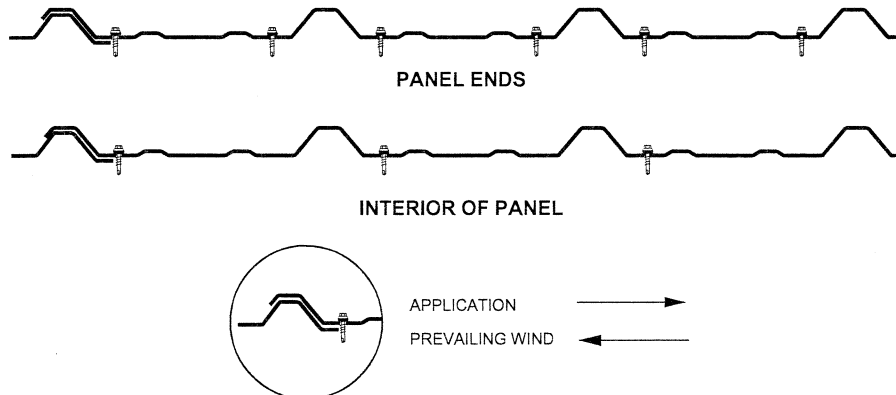 PANEL ENDS
INTERIOR OF PANEL
APPLICATION
PREVAILING WIND